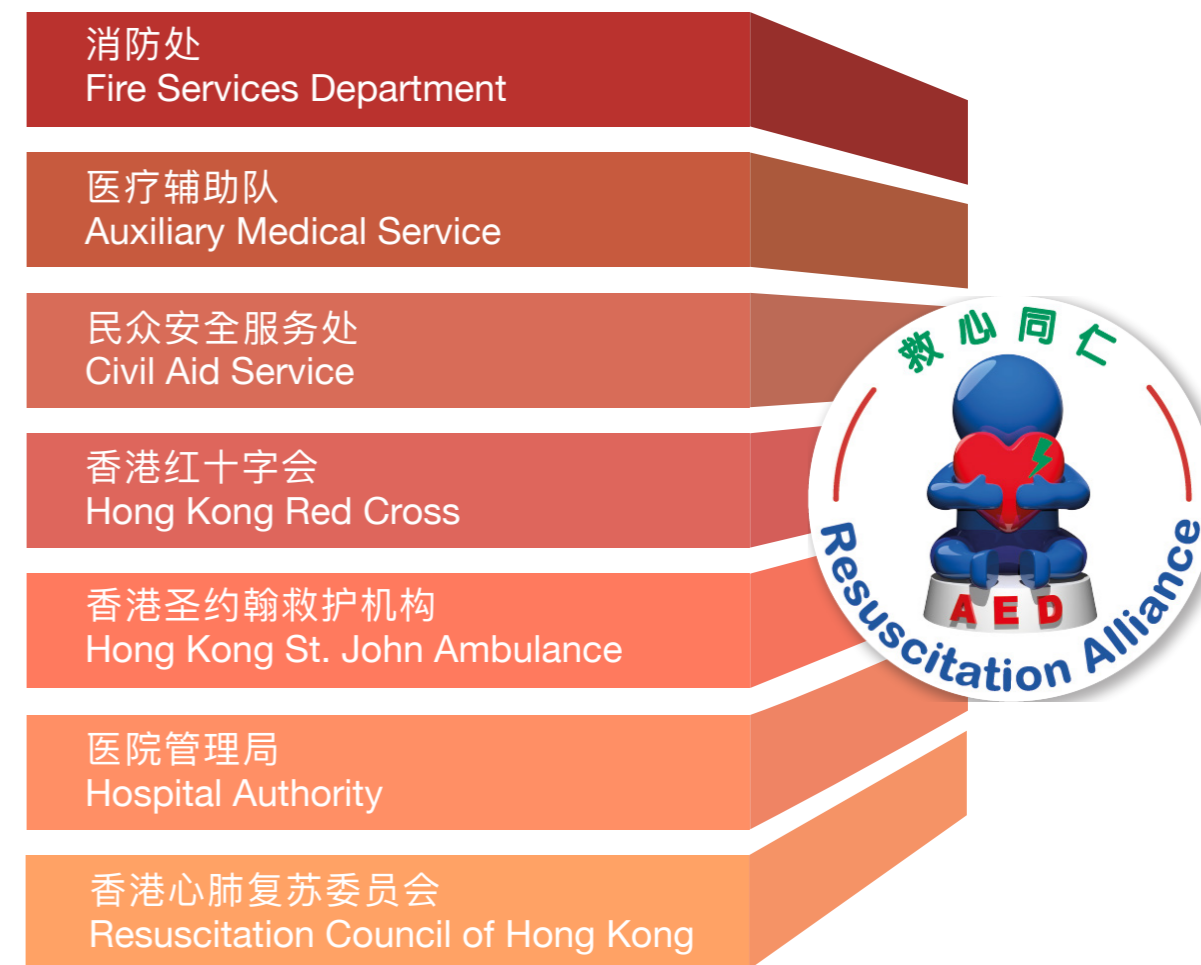 消防处
Fire Services Department
医疗辅助队
Auxiliary Medical Service
民众安全服务处
Civil Aid Service
香港红十字会
Hong Kong Red Cross
香港圣约翰救护机构
Hong Kong St. John Ambulance
医院管理局
Hospital Authority
香港心肺复苏委员会
Resuscitation Council of Hong Kong
救心同仁
AED
Resuscitation Alliance